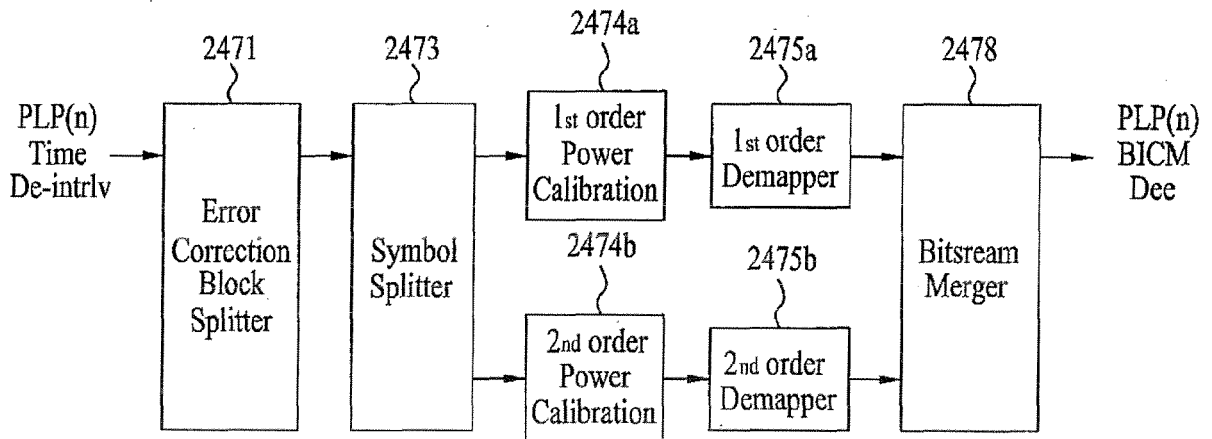 2471
2473
2474a
2475a
2478
PLP(n)
Time
De-intrlv
Error
Correction
Block
Splitter
Symbol
Splitter
1st order
Power
Calibration
1st order
Demapper
2474b
2475b
2nd order
Power
Calibration
2nd order
Demapper
Bitsream
Merger
PLP(n)
BICM
Dee